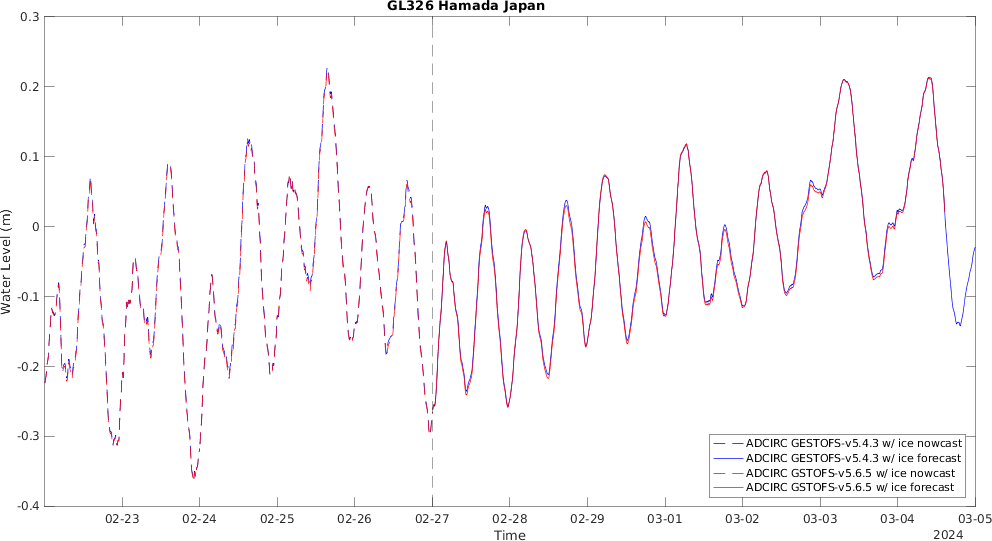 GL326 Hamada Japan
0.3
0.2
0.1
0
-0.1
-0.2
-0.3
-0.4
Water Level (m)
ADCIRC GESTOFS-v5.4.3 w/ ice nowcast
ADCIRC GESTOFS-v5.4.3 w/ ice forecast
ADCIRC GSTOFS-v5.6.5 w/ ice nowcast
ADCIRC GSTOFS-v5.6.5 w/ ice forecast
02-23 02-24 02-25 02-26 02-27 02-28 02-29 03-01 03-02 03-03 03-04 03-05
Time
2024